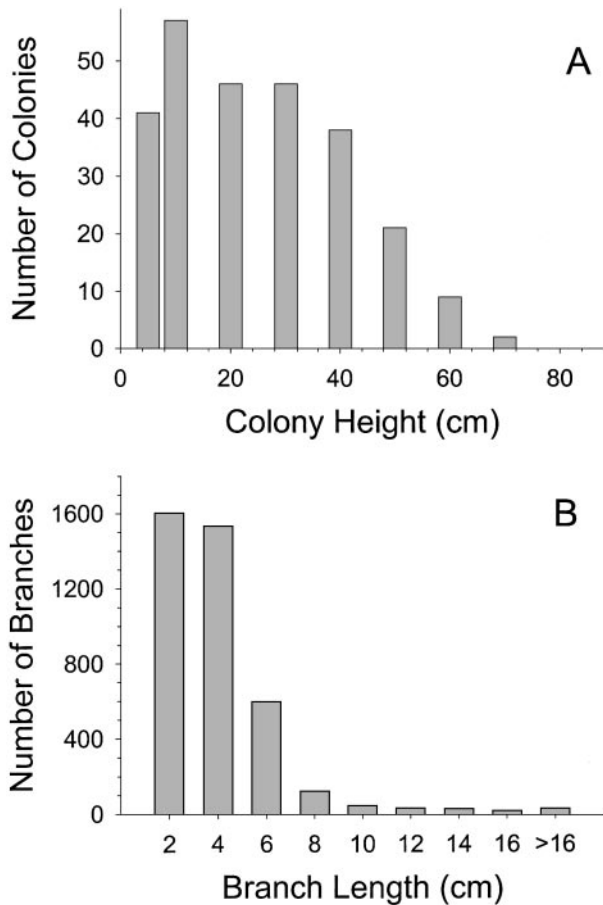 A
50
40
30
20
10
0
Number of Colonies
0 20 40 60 80
Colony Height (cm)
B
1600
1200
800
400
0
Number of Branches
2 4 6 8 10 12 14 16 >16
Branch Length (cm)